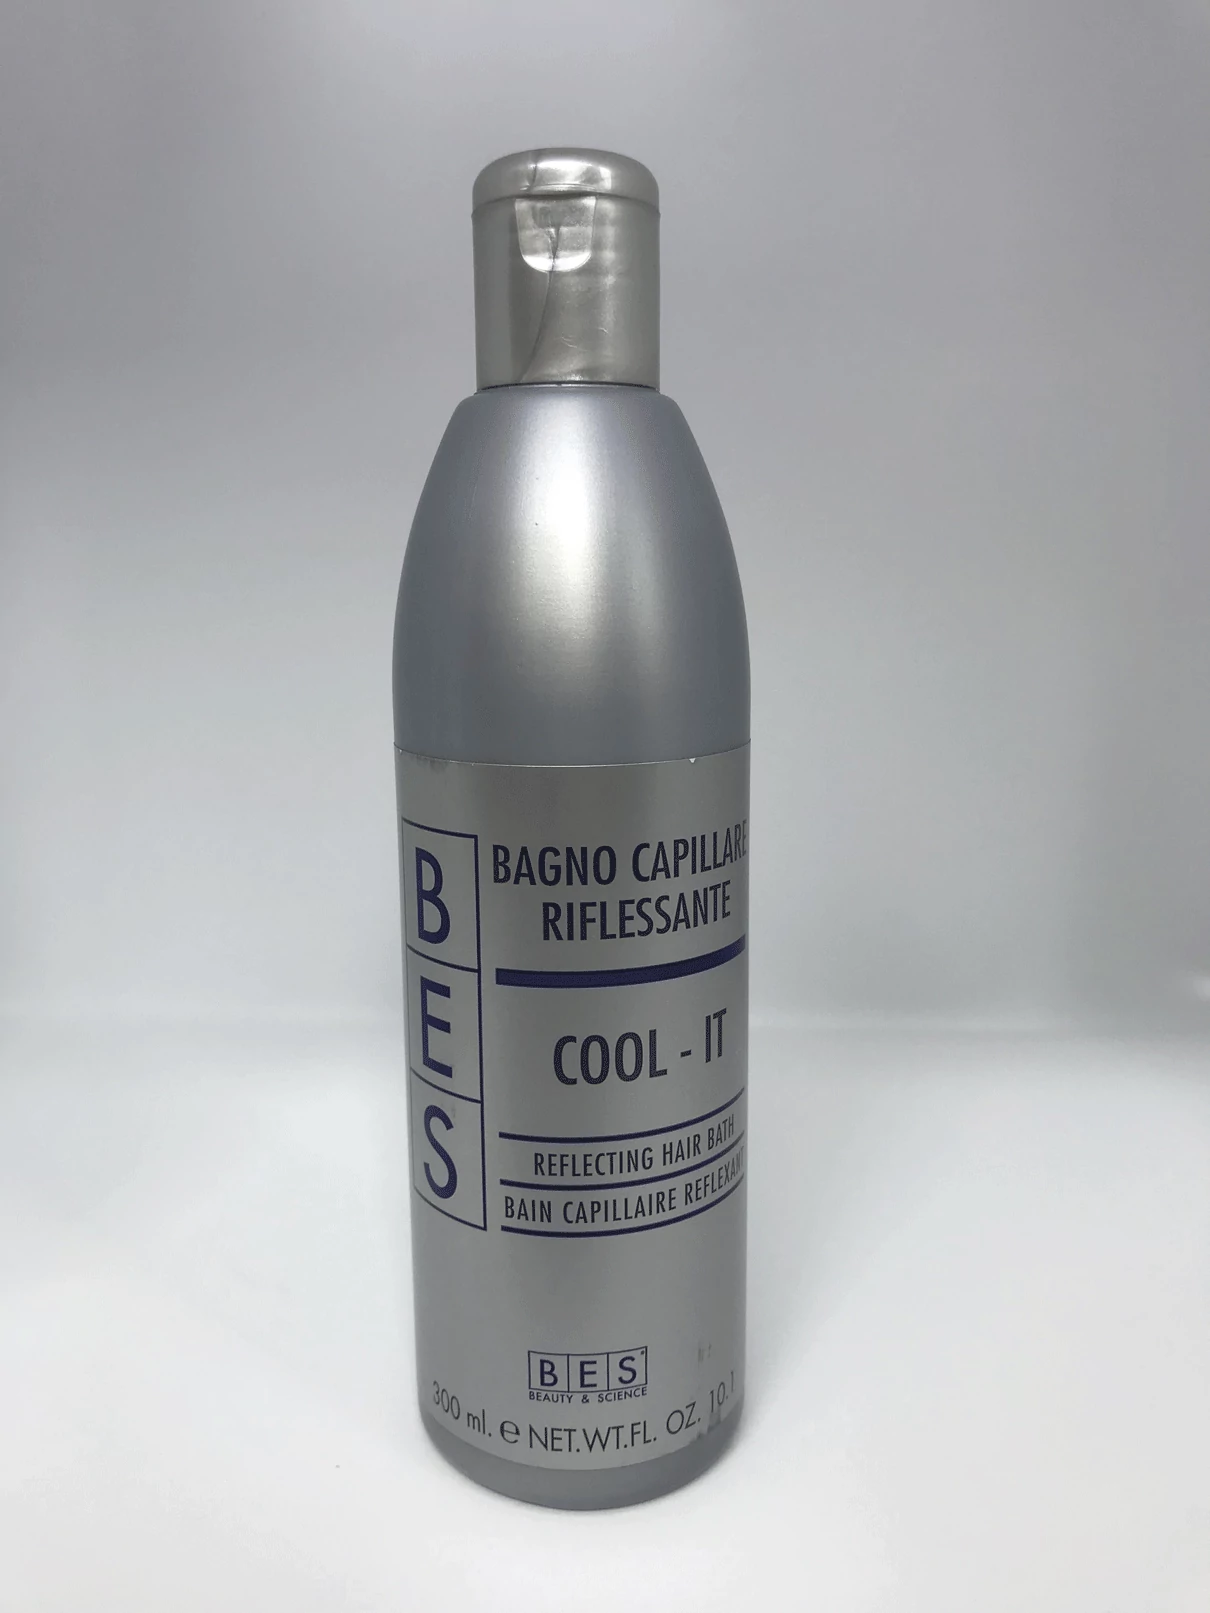 BES
BAGNO CAPILLARE
RIFLESSANTE
COOL - IT
REFLECTING HAIR BATH
BAIN CAPILLAIRE REFLEXANT
BES®
BEAUTY & SCIENCE
300 ml. ℮ NET.WT.FL. OZ. 10.1